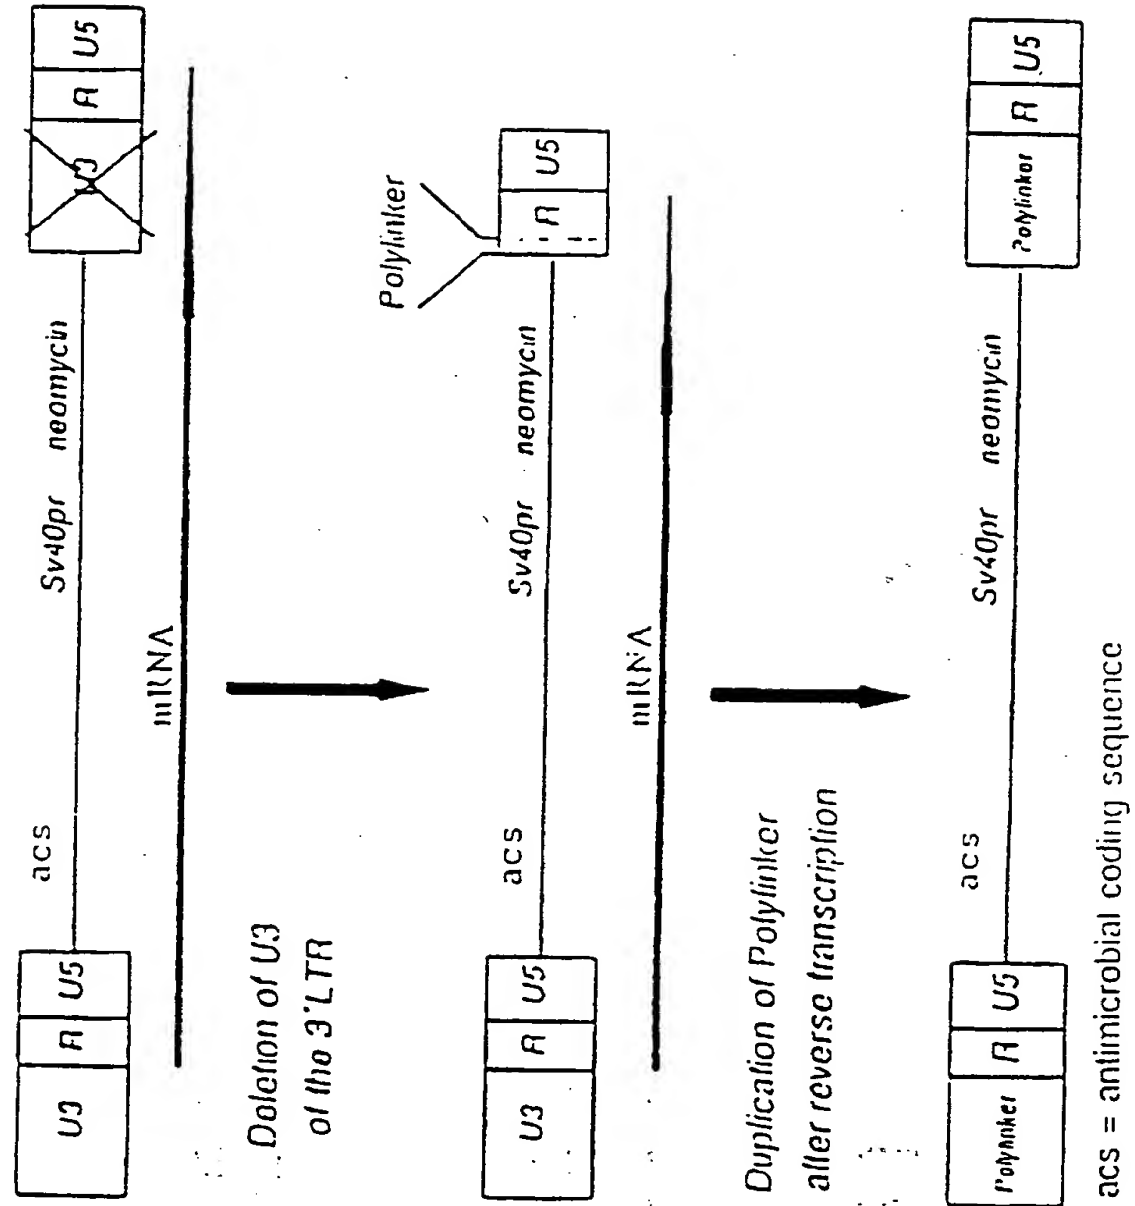 U3 R U5 acs Sv40pr neomycin U3 R U5
mRNA
Deletion of U3
of the 3'LTR
Polylinker
U3 R U5 acs Sv40pr neomycin R U5
mRNA
Duplication of Polylinker
after reverse transcription
Polylinker R U5 acs Sv40pr neomycin Polylinker R U5
acs = antimicrobial coding sequence